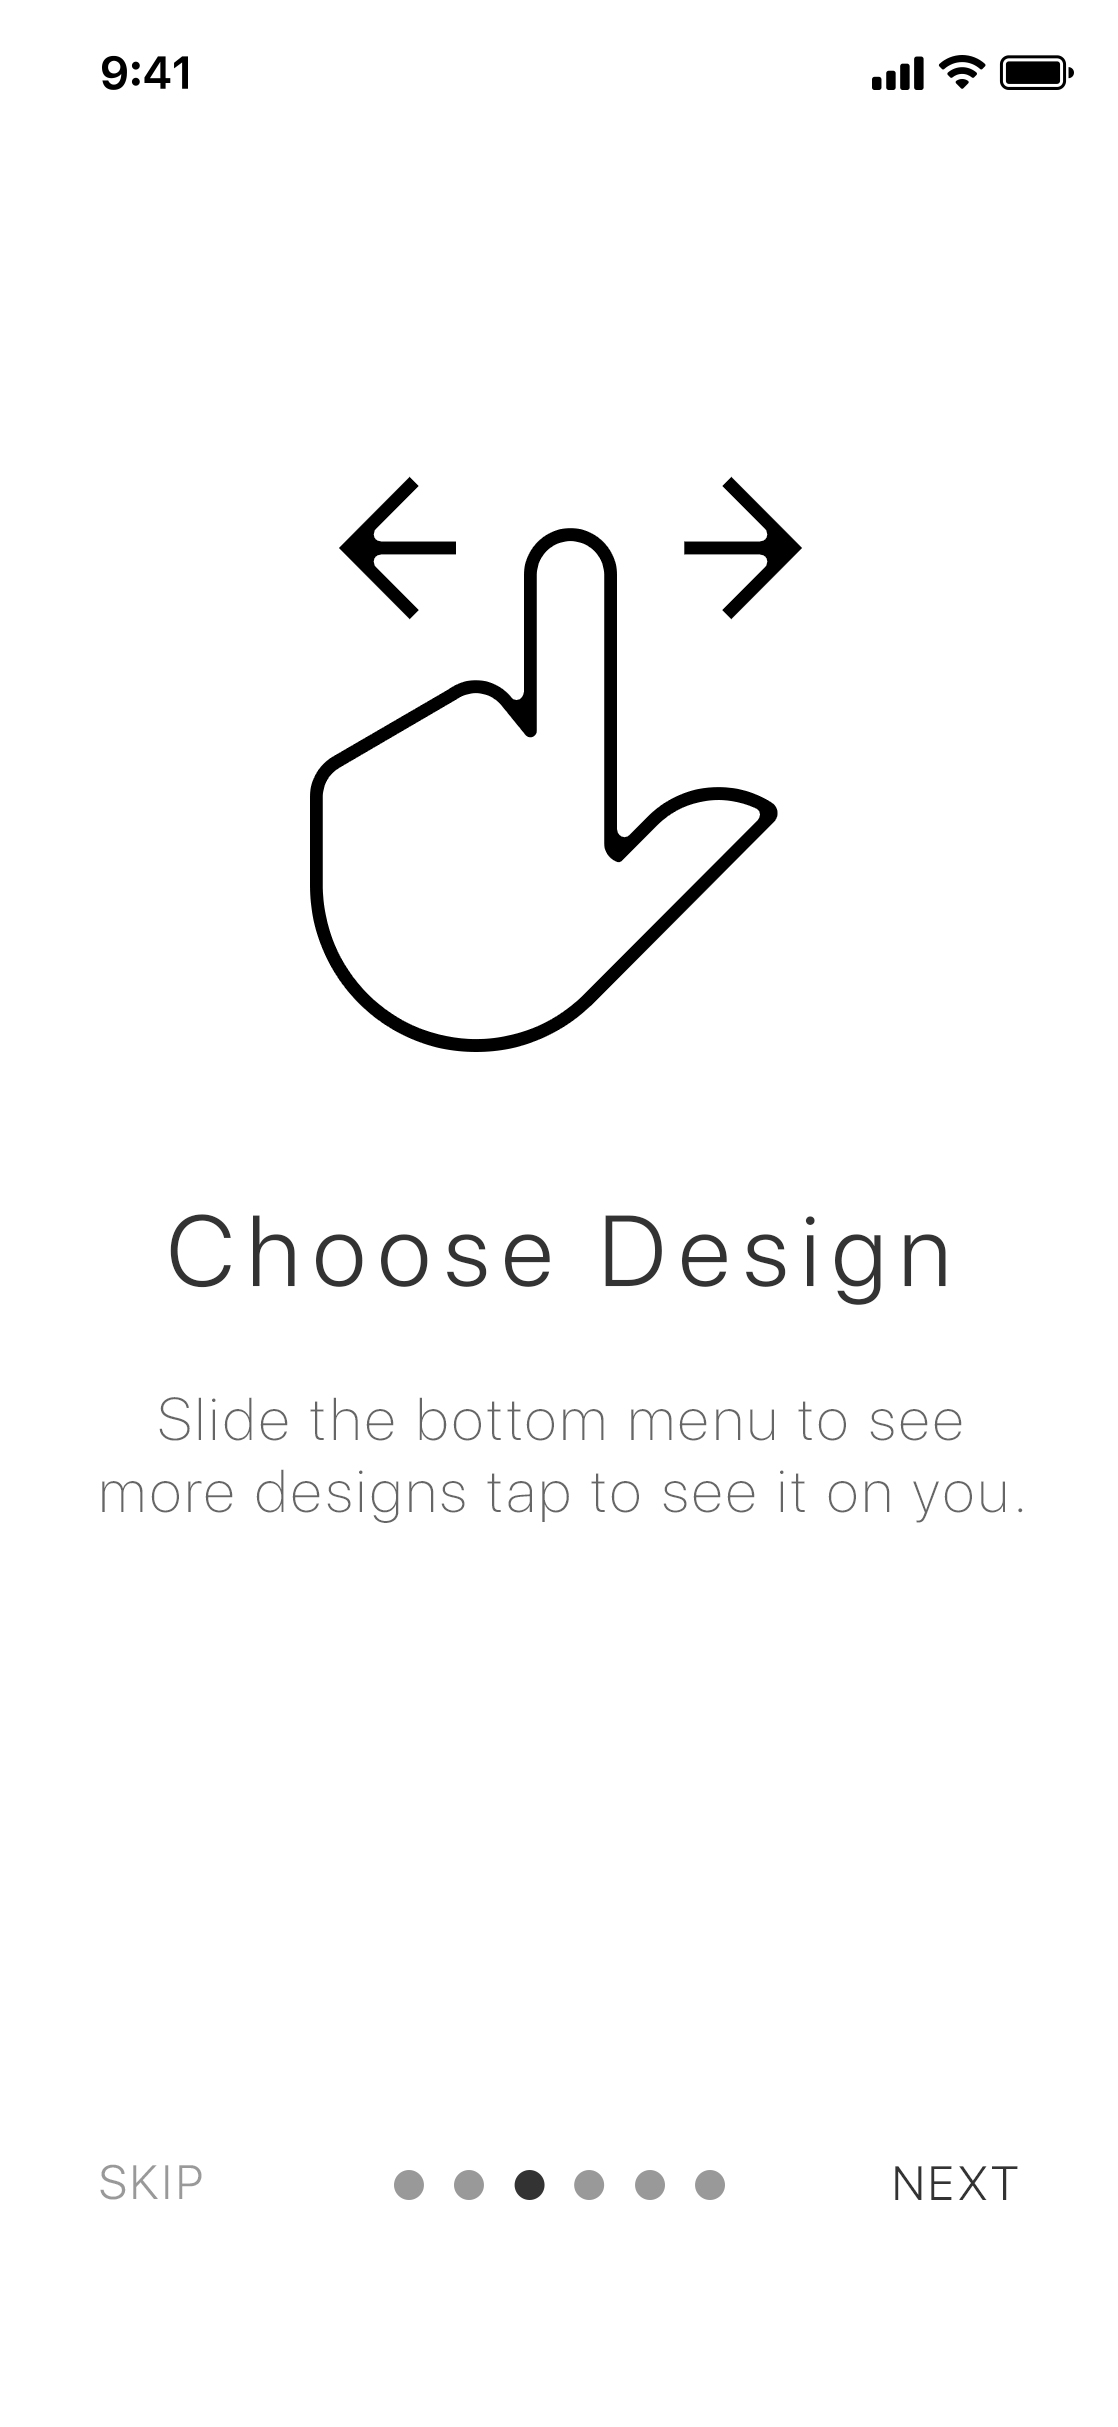 9:41
Choose Design
Slide the bottom menu to see
more designs tap to see it on you.
SKIP
NEXT